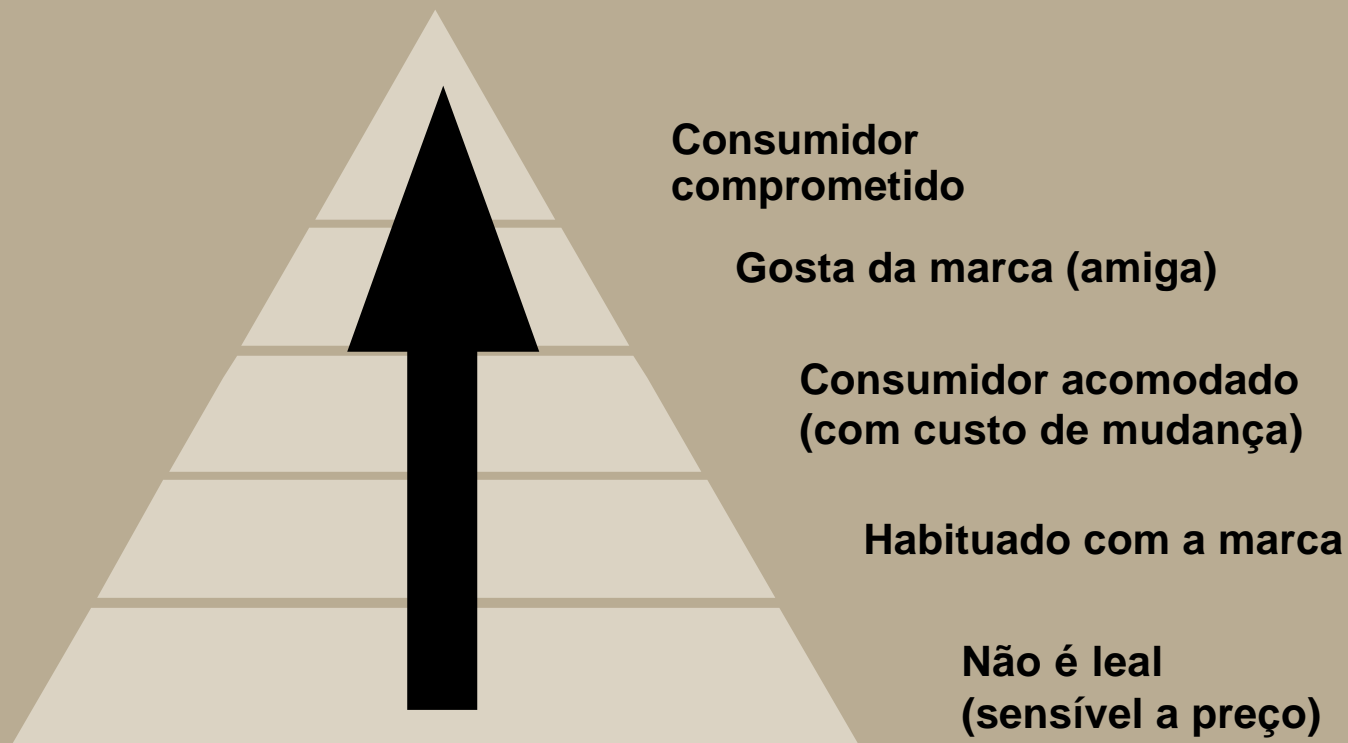 Consumidor
comprometido
Gosta da marca (amiga)
Consumidor acomodado
(com custo de mudança)
Habituado com a marca
Não é leal
(sensível a preço)